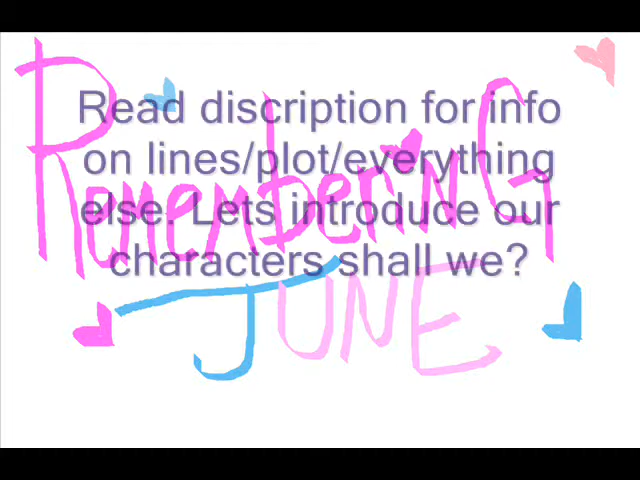 Read discription for info
on lines/plot/everything
else. Lets introduce our
characters shall we?
RemembeRinG
JUNE